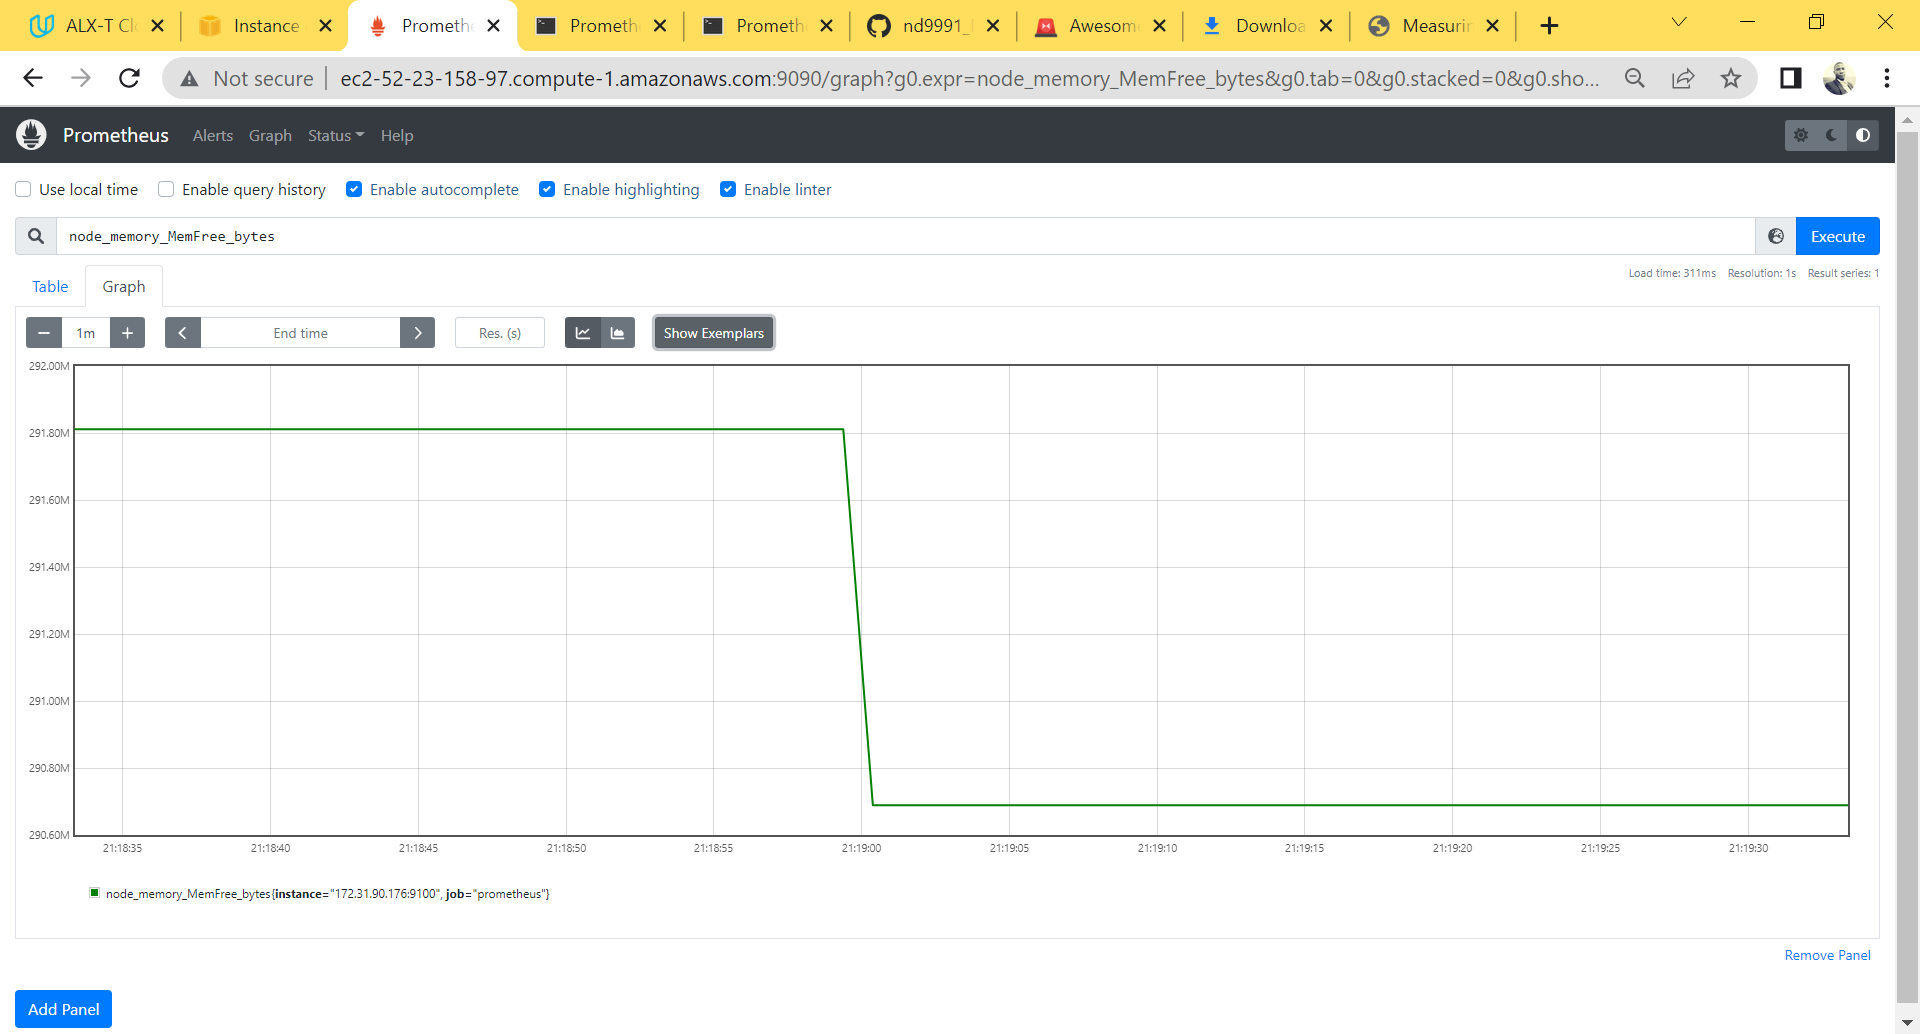 ALX-T Cl
Instance
Prometh
Prometh
Prometh
nd9991_
Awesom
Downloa
Measurin
Not secure
ec2-52-23-158-97.compute-1.amazonaws.com:9090/graph?g0.expr=node_memory_MemFree_bytes&g0.tab=0&g0.stacked=0&g0.sho...
Prometheus Alerts Graph Status Help
Use local time Enable query history Enable autocomplete Enable highlighting Enable linter
node_memory_MemFree_bytes
Execute
Load time: 311ms Resolution: 1s Result series: 1
Table Graph
1m End time Res. (s) Show Exemplars
292.00M
291.80M
291.60M
291.40M
291.20M
291.00M
290.80M
290.60M
21:18:35 21:18:40 21:18:45 21:18:50 21:18:55 21:19:00 21:19:05 21:19:10 21:19:15 21:19:20 21:19:25 21:19:30
node_memory_MemFree_bytes{instance="172.31.90.176:9100", job="prometheus"}
Remove Panel
Add Panel